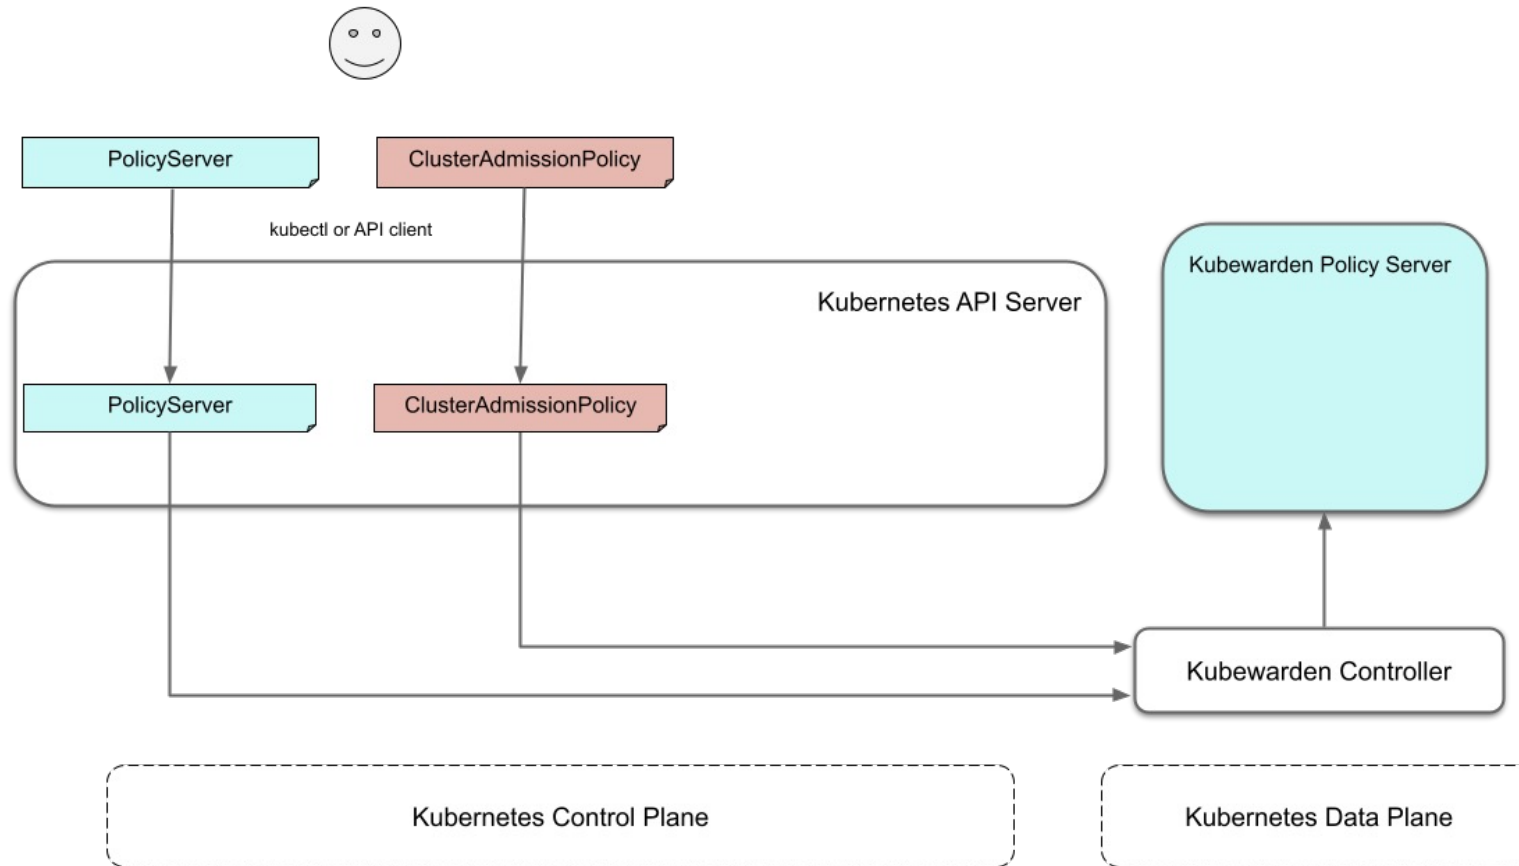 PolicyServer
ClusterAdmissionPolicy
kubectl or API client
Kubewarden Policy Server
Kubernetes API Server
PolicyServer
ClusterAdmissionPolicy
Kubewarden Controller
Kubernetes Control Plane
Kubernetes Data Plane